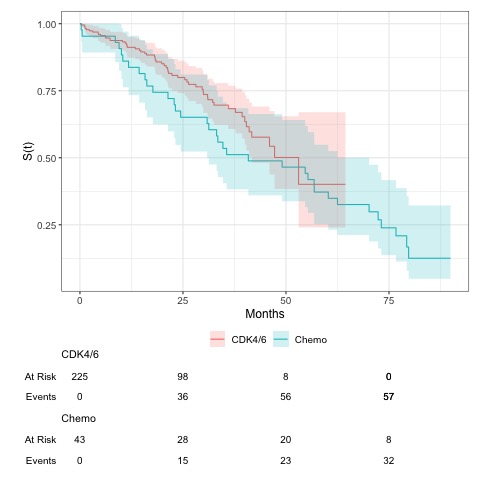 1.00
0.75
0.50
0.25
S(t)
0 25 50 75
Months
CDK4/6 Chemo
CDK4/6
At Risk 225 98 8 0
Events 0 36 56 57
Chemo
At Risk 43 28 20 8
Events 0 15 23 32